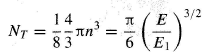 N_T = \frac{1}{8} \frac{4}{3} \pi n^3 = \frac{\pi}{6} \left( \frac{E}{E_1} \right)^{3/2}